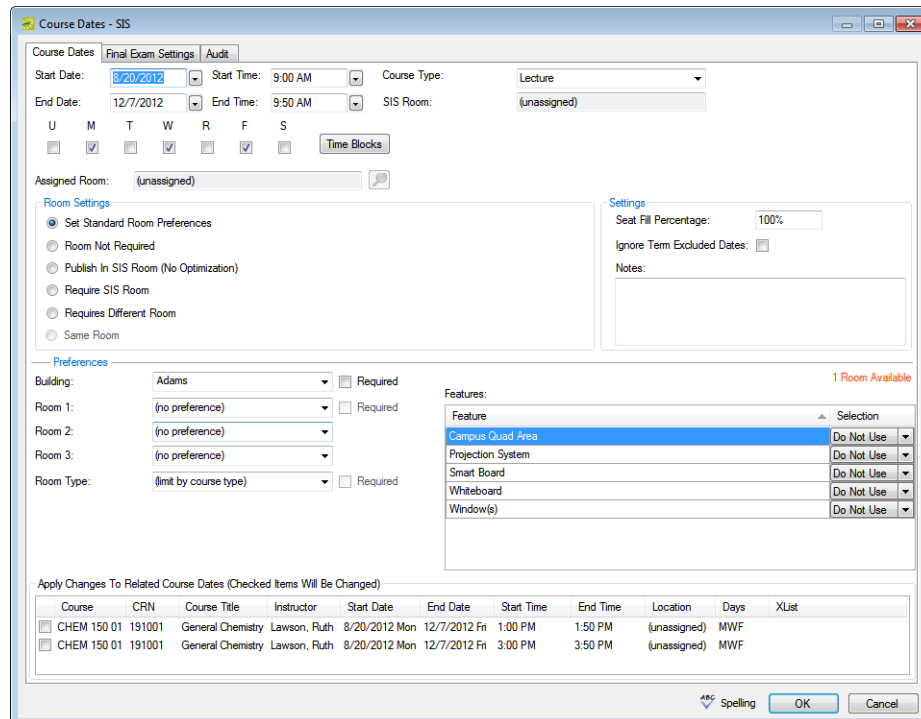 Course Dates - SIS
Course Dates Final Exam Settings Audit
Start Date: 8/20/2012 Start Time: 9:00 AM Course Type: Lecture
End Date: 12/7/2012 End Time: 9:50 AM SIS Room: (unassigned)
U M T W R F S
Time Blocks
Assigned Room: (unassigned)
Room Settings
Set Standard Room Preferences
Room Not Required
Publish In SIS Room (No Optimization)
Require SIS Room
Requires Different Room
Same Room
Settings
Seat Fill Percentage: 100%
Ignore Term Excluded Dates:
Notes:
Preferences
Building: Adams Required
Room 1: (no preference) Required
Room 2: (no preference)
Room 3: (no preference)
Room Type: (limit by course type) Required
1 Room Available
Features:
Feature Selection
Campus Quad Area Do Not Use
Projection System Do Not Use
Smart Board Do Not Use
Whiteboard Do Not Use
Window(s) Do Not Use
Apply Changes To Related Course Dates (Checked Items Will Be Changed)
Course CRN Course Title Instructor Start Date End Date Start Time End Time Location Days XList
CHEM 150 01 191001 General Chemistry Lawson, Ruth 8/20/2012 Mon 12/7/2012 Fri 1:00 PM 1:50 PM (unassigned) MWF
CHEM 150 01 191001 General Chemistry Lawson, Ruth 8/20/2012 Mon 12/7/2012 Fri 3:00 PM 3:50 PM (unassigned) MWF
ABC Spelling OK Cancel